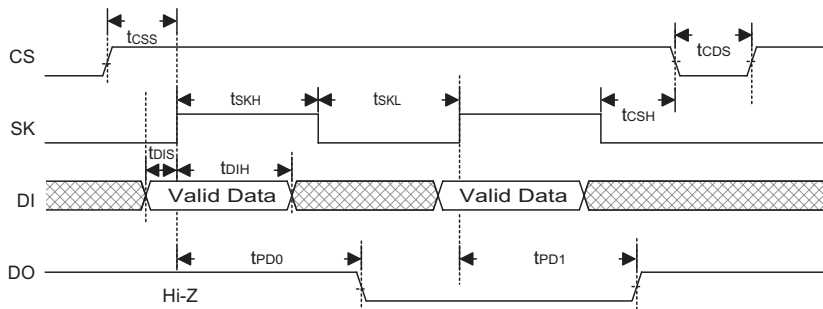 tCSS
CS
tCDS
tSKH
tSKL
SK
tCSH
tDIS
tDIH
DI
Valid Data
Valid Data
tPD0
tPD1
DO
Hi-Z